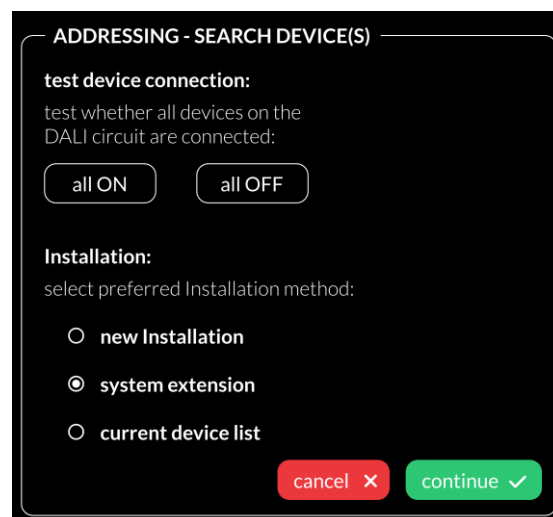 ADDRESSING - SEARCH DEVICE(S)
test device connection:
test whether all devices on the
DALI circuit are connected:
all ON
all OFF
Installation:
select preferred Installation method:
new Installation
system extension
current device list
cancel
continue